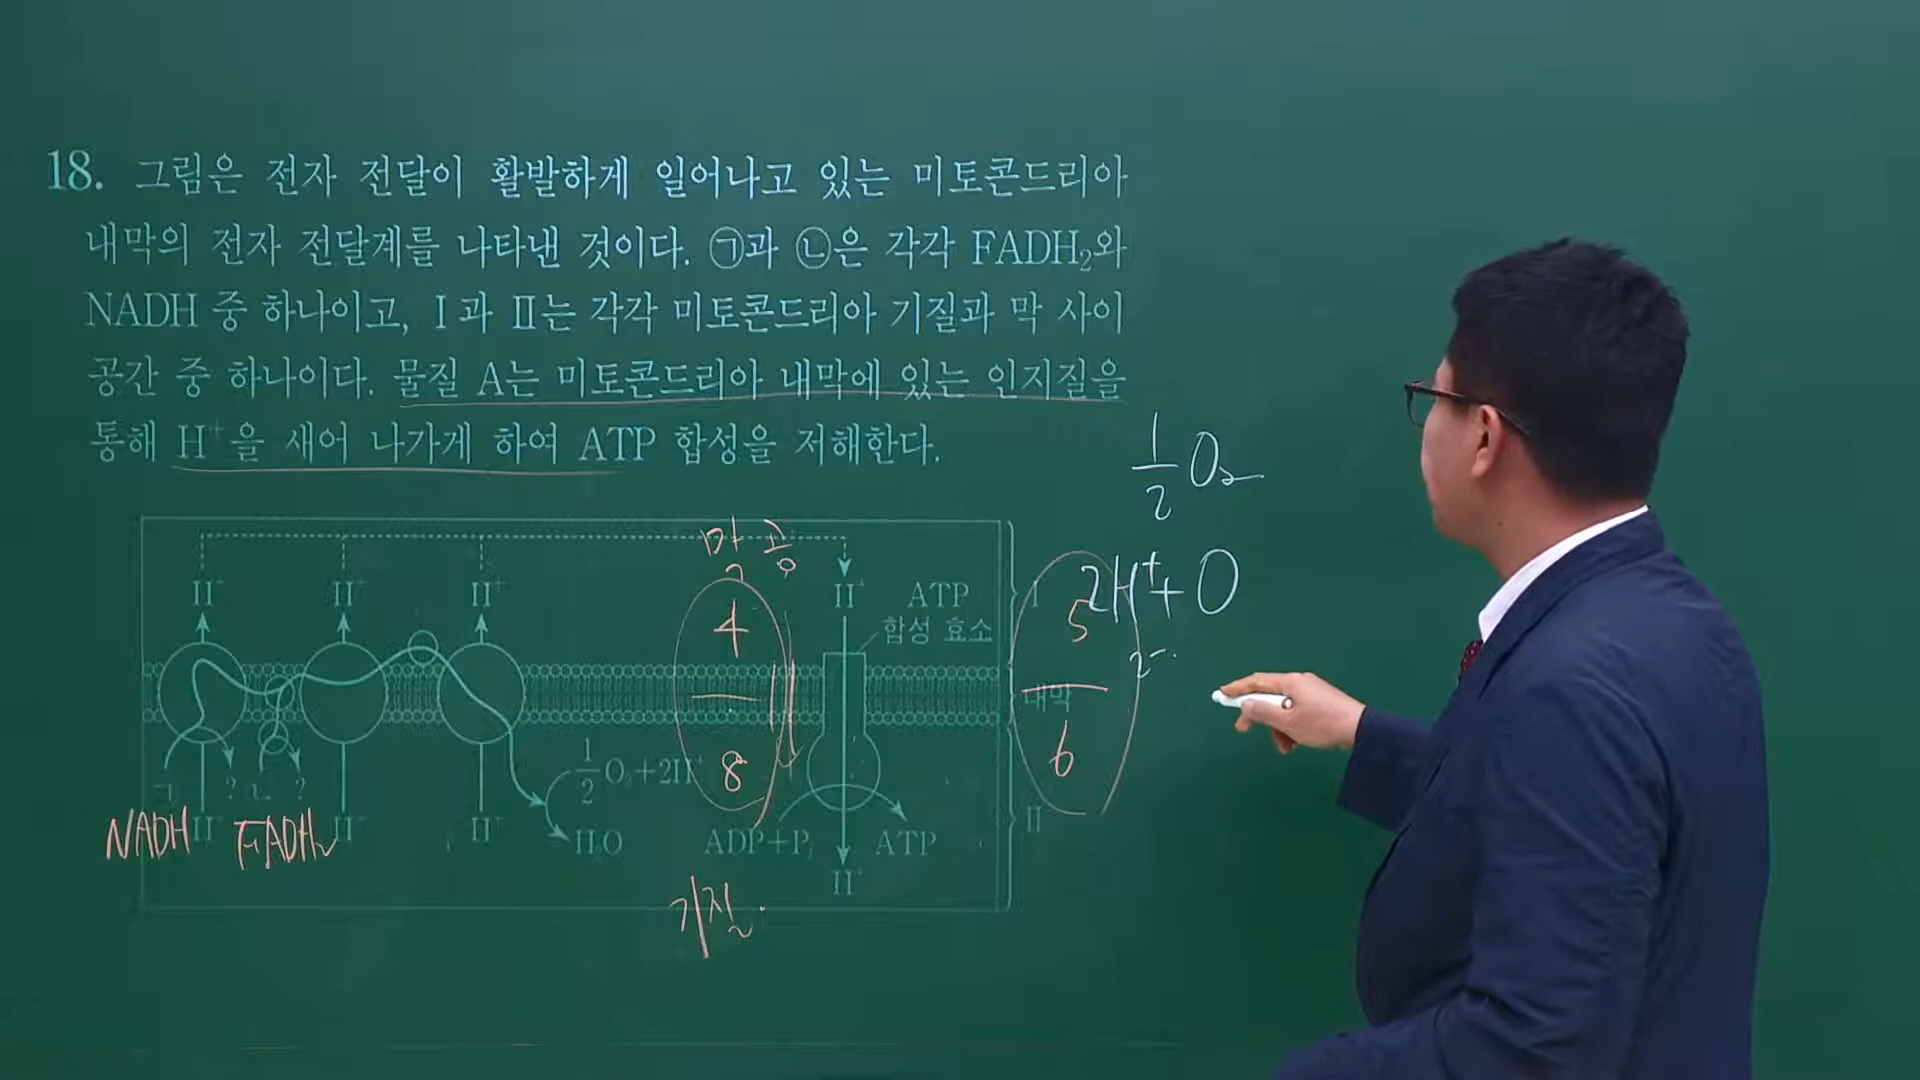 18. 그림은 전자 전달이 활발하게 일어나고 있는 미토콘드리아
내막의 전자 전달계를 나타낸 것이다. ㉠과 ㉡은 각각 FADH₂와
NADH 중 하나이고, Ⅰ과 Ⅱ는 각각 미토콘드리아 기질과 막 사이
공간 중 하나이다. 물질 A는 미토콘드리아 내막에 있는 인지질을
통해 H⁺을 새어 나가게 하여 ATP 합성을 저해한다.
1/2 O₂
막 공
H⁺ H⁺ H⁺ H⁺ ATP Ⅰ
합성 효소
4
5
2H⁺ + O
2-
내막
8
6
? ?
1/2 O₂+2H⁺
NADH H⁺ FADH₂ H⁺ H⁺ H₂O
ADP+Pᵢ ATP Ⅱ
H⁺
기질